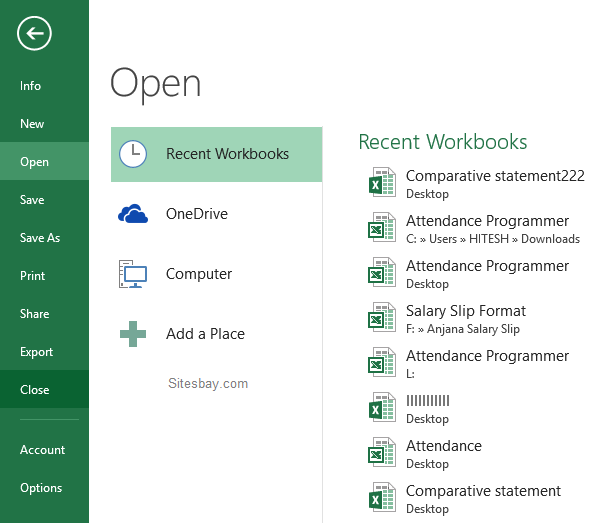 Info
New
Open
Save
Save As
Print
Share
Export
Close
Account
Options
Open
Recent Workbooks
OneDrive
Computer
Add a Place
Sitesbay.com
Recent Workbooks
Comparative statement222
Desktop
Attendance Programmer
C: » Users » HITESH » Downloads
Attendance Programmer
Desktop
Salary Slip Format
F: » Anjana Salary Slip
Attendance Programmer
L:
Desktop
Attendance
Desktop
Comparative statement
Desktop